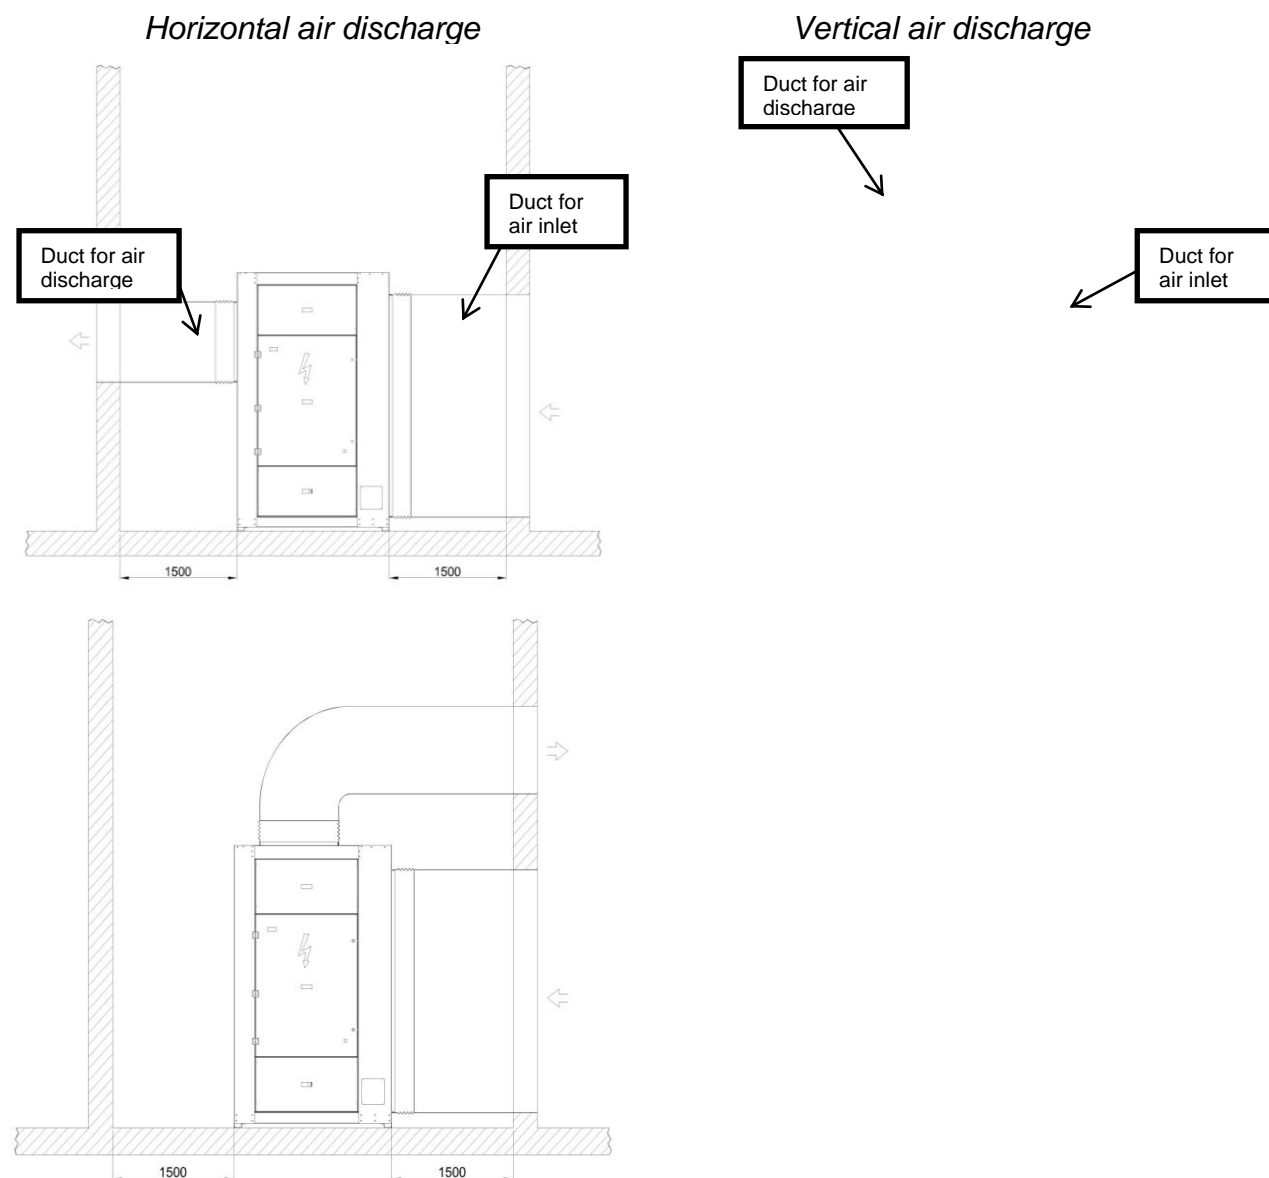 Horizontal air discharge
Vertical air discharge
Duct for air
discharge
Duct for
air inlet
Duct for air
discharge
Duct for
air inlet
1500
1500
1500
1500